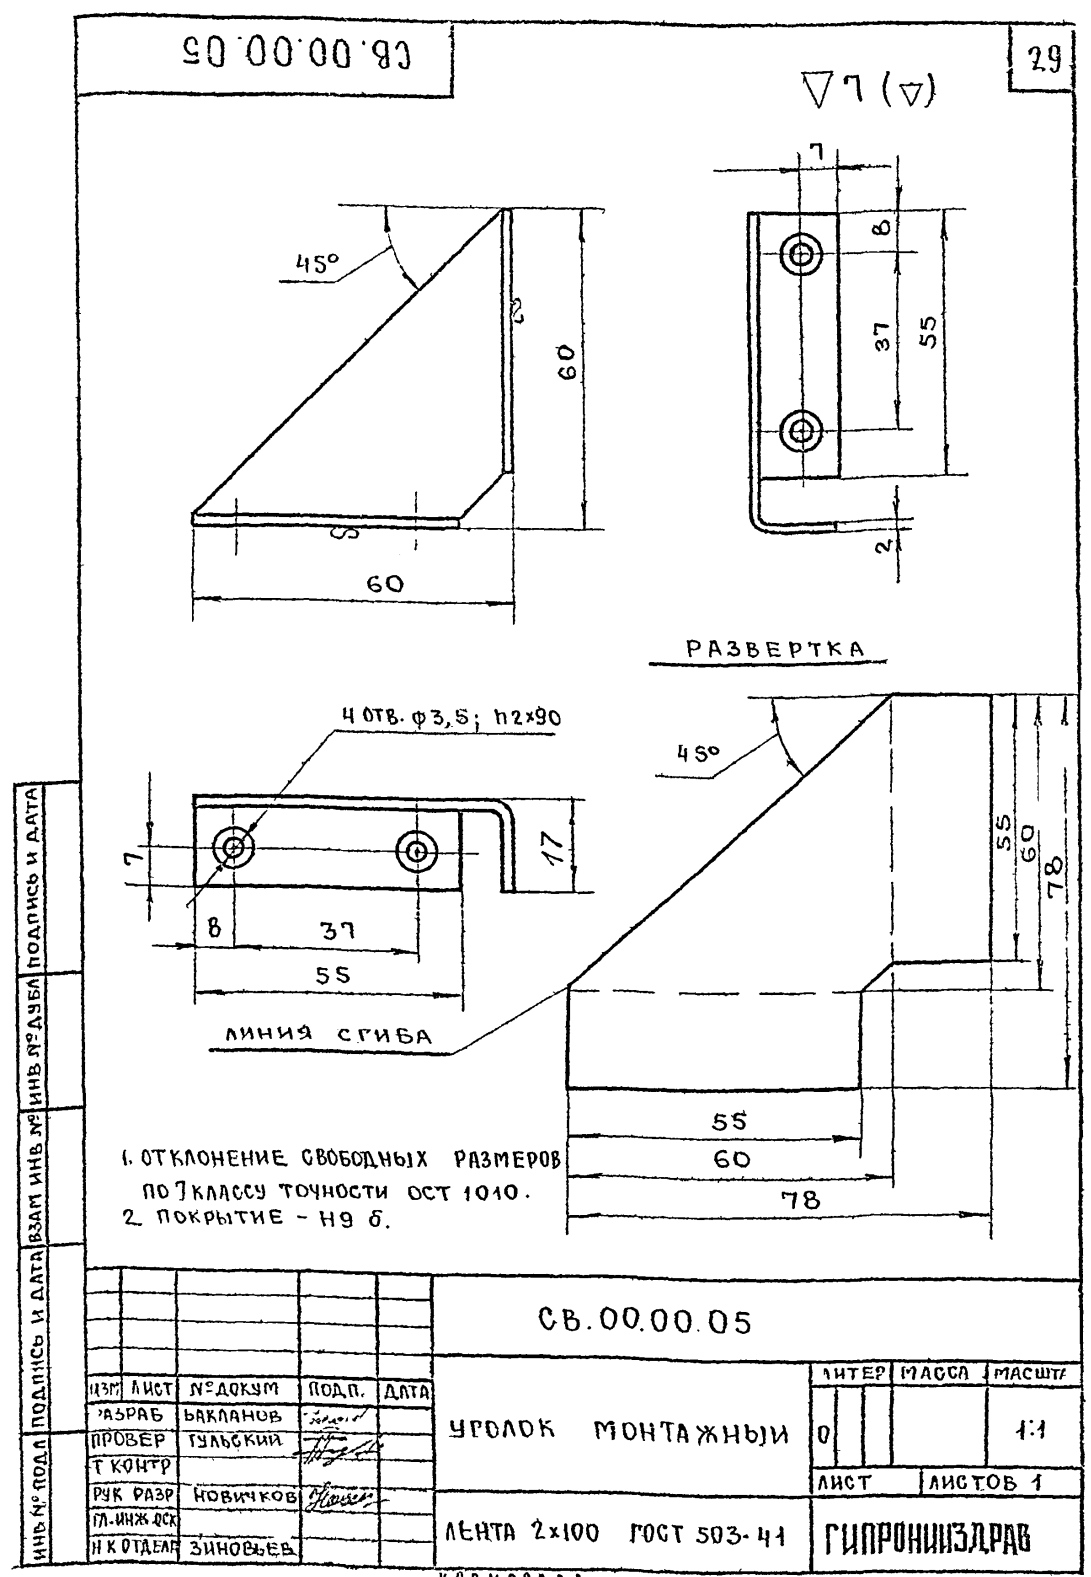 СВ.00.00.05
29
▽7 (▽)
7
8
45°
37
55
60
2
60
РАЗВЕРТКА
4 ОТВ. ф3,5; h2×90
45°
55
60
78
17
7
8
37
55
ЛИНИЯ СГИБА
55
60
78
1. ОТКЛОНЕНИЕ СВОБОДНЫХ РАЗМЕРОВ
ПО 7 КЛАССУ ТОЧНОСТИ ОСТ 1010.
2 ПОКРЫТИЕ – Н9 б.
ИНВ № ПОДЛ ПОДПИСЬ И ДАТА ВЗАМ ИНВ № ИНВ № ДУБЛ ПОДПИСЬ И ДАТА
СВ.00.00.05
ИЗМ ЛИСТ № ДОКУМ ПОДП. ДАТА
РАЗРАБ БАКЛАНОВ
ПРОВЕР ТУЛЬСКИЙ
Т КОНТР
РУК РАЗР НОВИЧКОВ
ГЛ.ИНЖ.ОСК
Н К ОТДЕЛА ЗИНОВЬЕВ
УГОЛОК МОНТАЖНЫЙ
ЛИТЕР МАССА МАСШТ
0 1:1
ЛИСТ ЛИСТОВ 1
ЛЕНТА 2×100 ГОСТ 503-41
ГИПРОНИИЗДРАВ